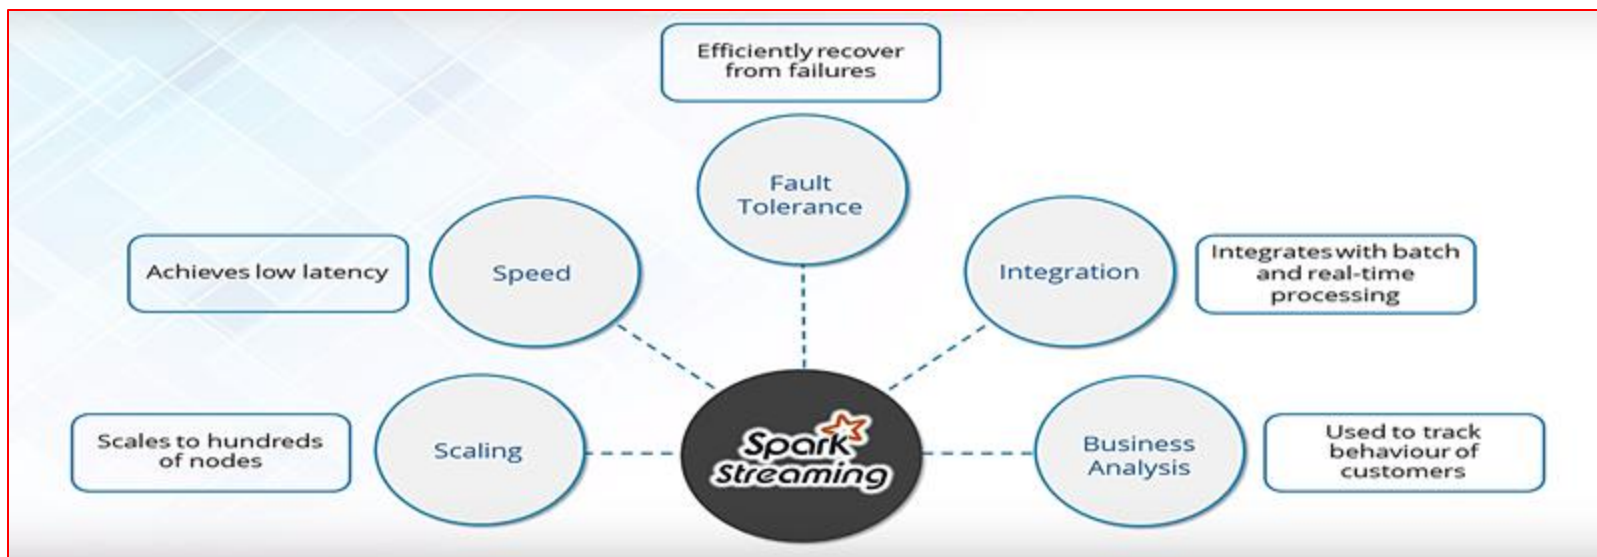 Efficiently recover
from failures
Fault
Tolerance
Speed
Achieves low latency
Integration
Integrates with batch
and real-time
processing
Scaling
Scales to hundreds
of nodes
Spark
Streaming
Business
Analysis
Used to track
behaviour of
customers